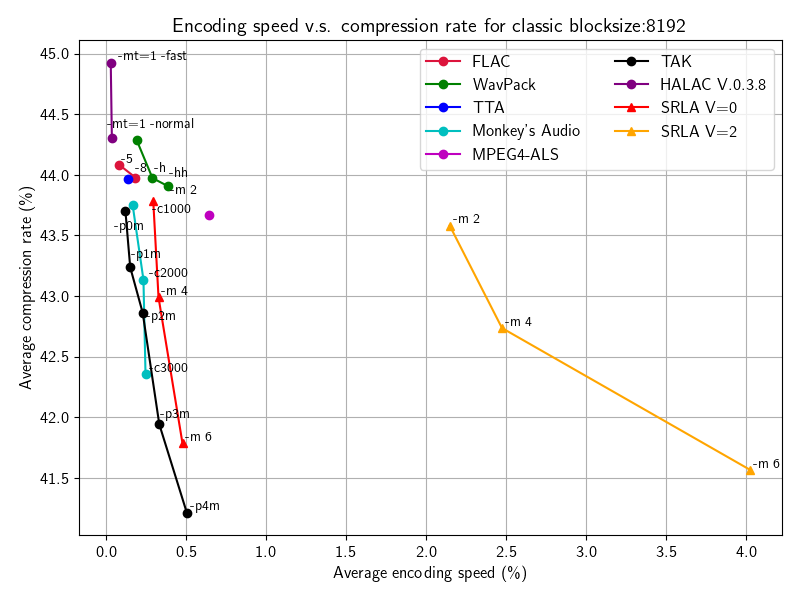 Encoding speed v.s. compression rate for classic blocksize:8192
FLAC
WavPack
TTA
Monkey's Audio
MPEG4-ALS
TAK
HALAC V.0.3.8
SRLA V=0
SRLA V=2
Average compression rate (%)
45.0
44.5
44.0
43.5
43.0
42.5
42.0
41.5
-mt=1 -fast
-mt=1 -normal
-5
-8
-h
-hh
-m 2
-c1000
-p0m
-p1m
-c2000
-m 4
-p2m
-c3000
-p3m
-m 6
-p4m
-m 2
-m 4
-m 6
0.0 0.5 1.0 1.5 2.0 2.5 3.0 3.5 4.0
Average encoding speed (%)